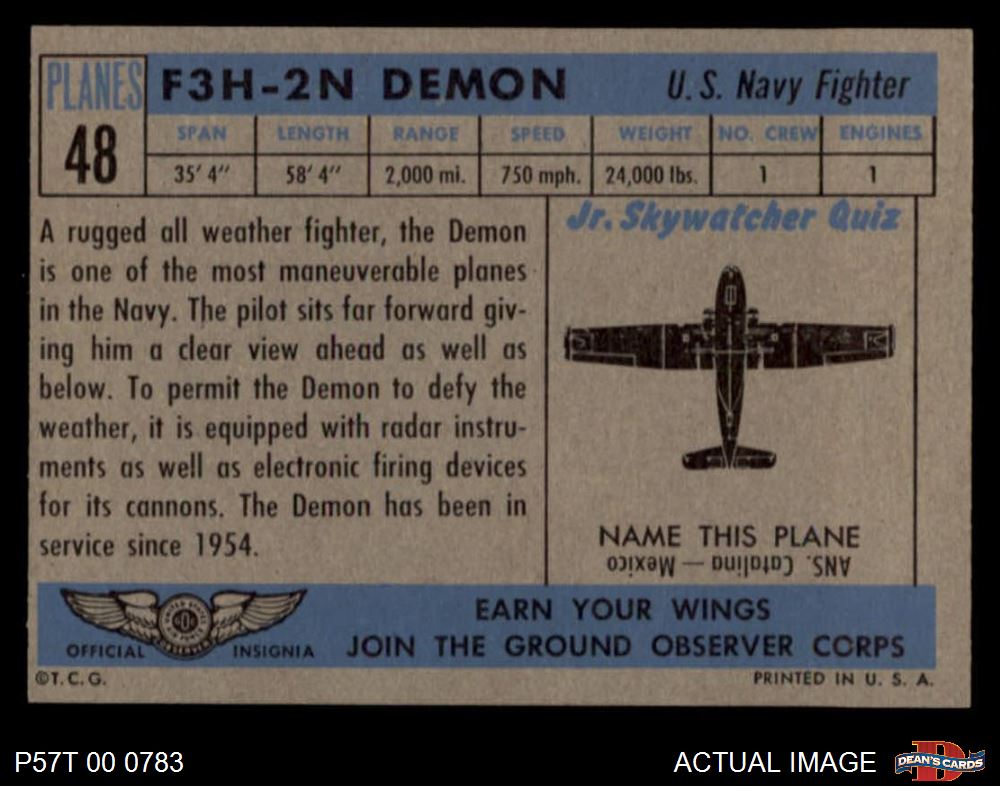 PLANES
48
F3H-2N DEMON
U. S. Navy Fighter
SPAN LENGTH RANGE SPEED WEIGHT NO. CREW ENGINES
35' 4" 58' 4" 2,000 mi. 750 mph. 24,000 lbs. 1 1
A rugged all weather fighter, the Demon
is one of the most maneuverable planes
in the Navy. The pilot sits far forward giv-
ing him a clear view ahead as well as
below. To permit the Demon to defy the
weather, it is equipped with radar instru-
ments as well as electronic firing devices
for its cannons. The Demon has been in
service since 1954.
Jr. Skywatcher Quiz
NAME THIS PLANE
ANS. Catalina — Mexico
OFFICIAL INSIGNIA
EARN YOUR WINGS
JOIN THE GROUND OBSERVER CORPS
©T. C. G.
PRINTED IN U. S. A.
P57T 00 0783
ACTUAL IMAGE
DEAN'S CARDS